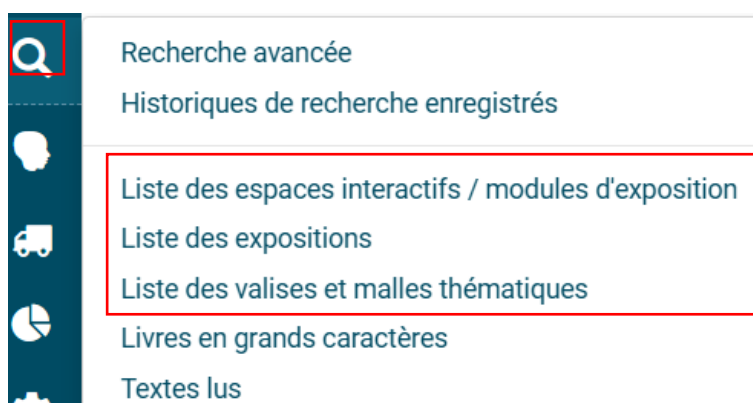 Recherche avancée
Historiques de recherche enregistrés
Liste des espaces interactifs / modules d'exposition
Liste des expositions
Liste des valises et malles thématiques
Livres en grands caractères
Textes lus